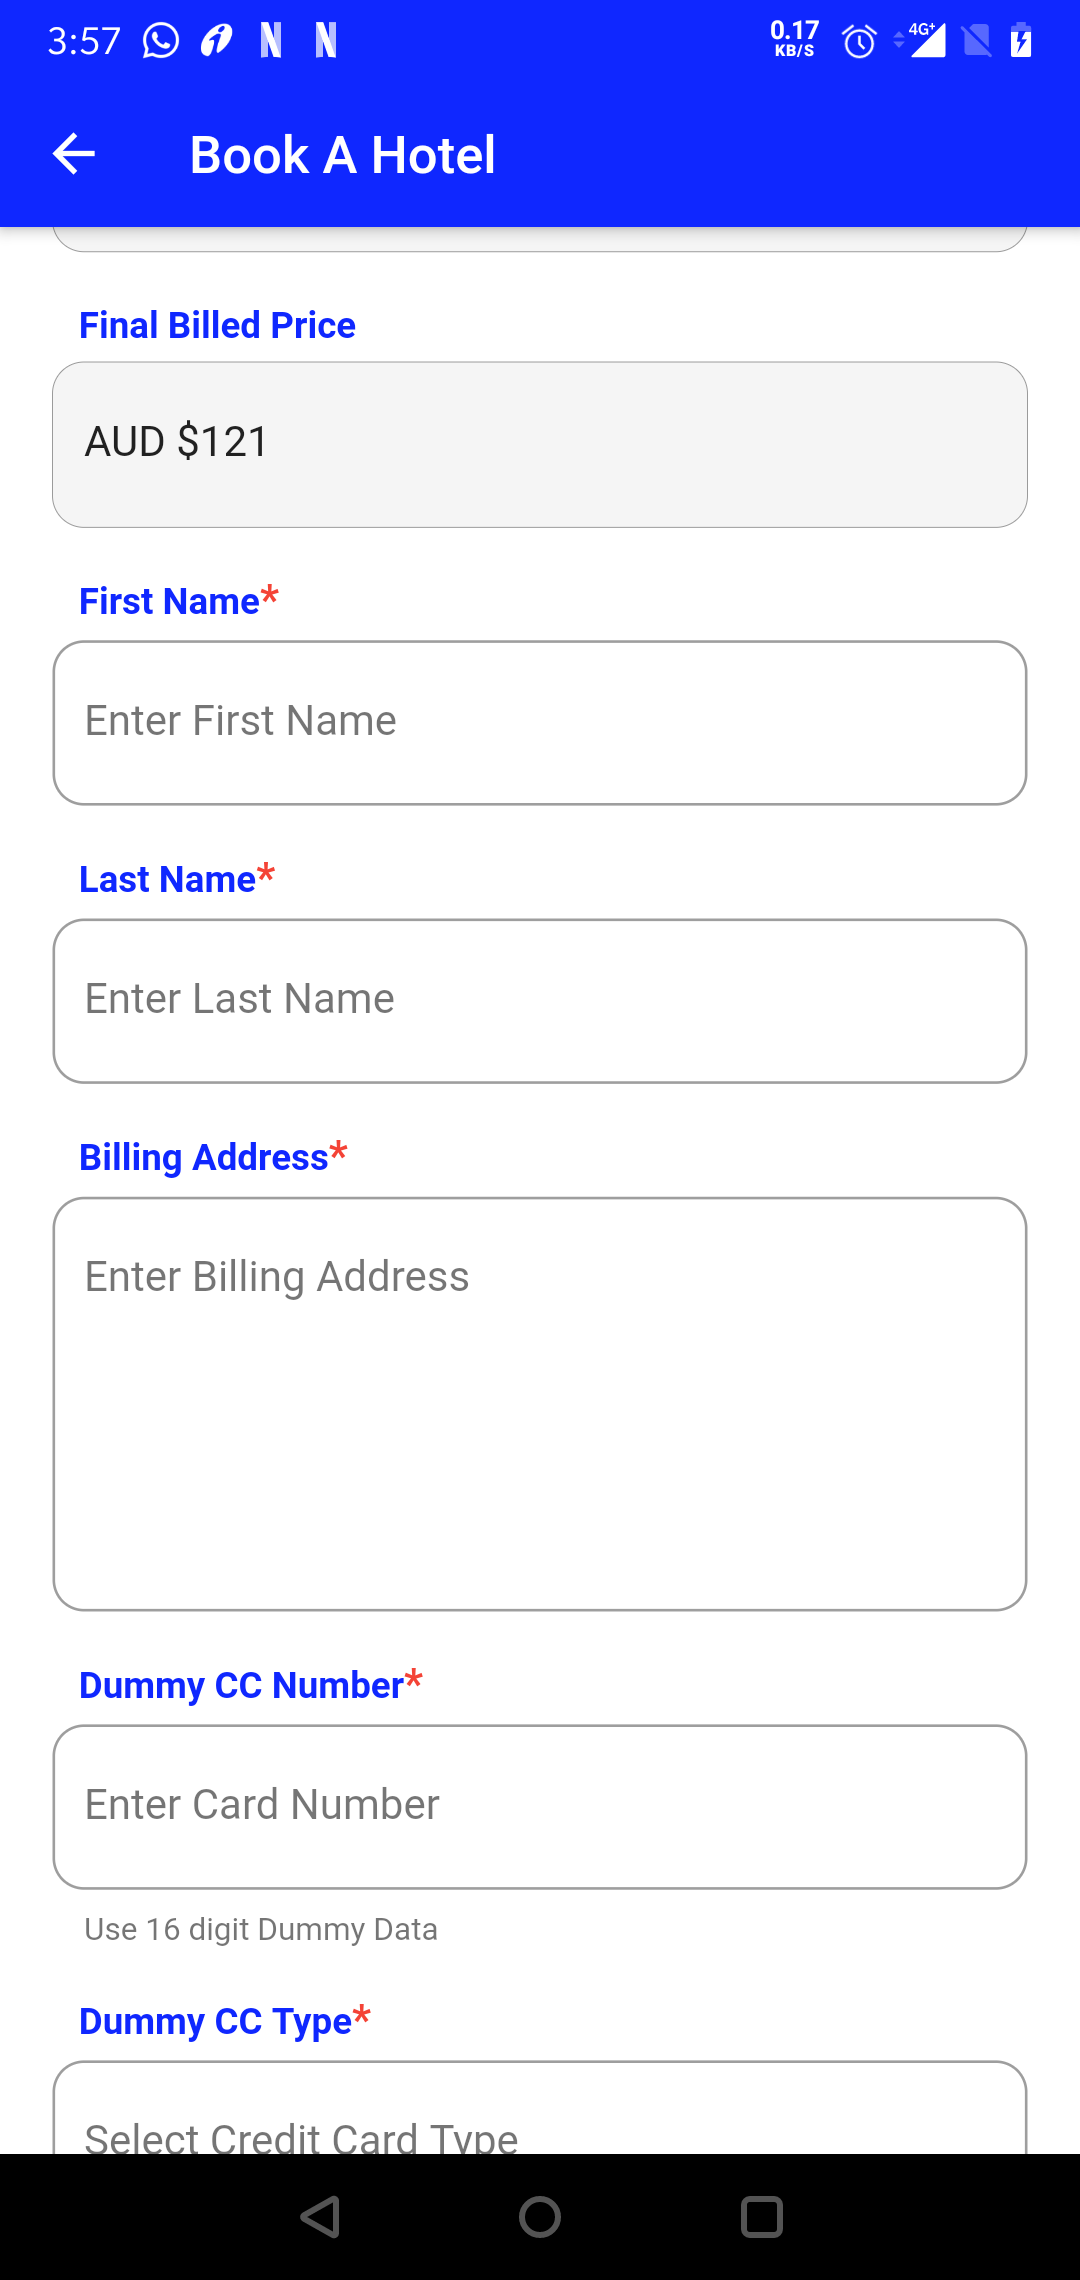 3:57
0.17
KB/S
4G+
Book A Hotel
Final Billed Price
AUD $121
First Name*
Enter First Name
Last Name*
Enter Last Name
Billing Address*
Enter Billing Address
Dummy CC Number*
Enter Card Number
Use 16 digit Dummy Data
Dummy CC Type*
Select Credit Card Type